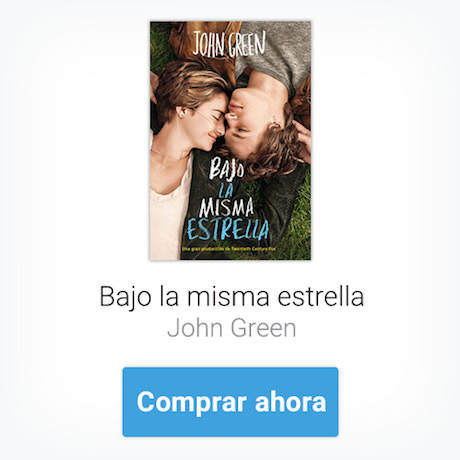 JOHN GREEN
BAJO
LA
MISMA
ESTRELLA
Una gran producción de Twentieth Century Fox
Bajo la misma estrella
John Green
Comprar ahora